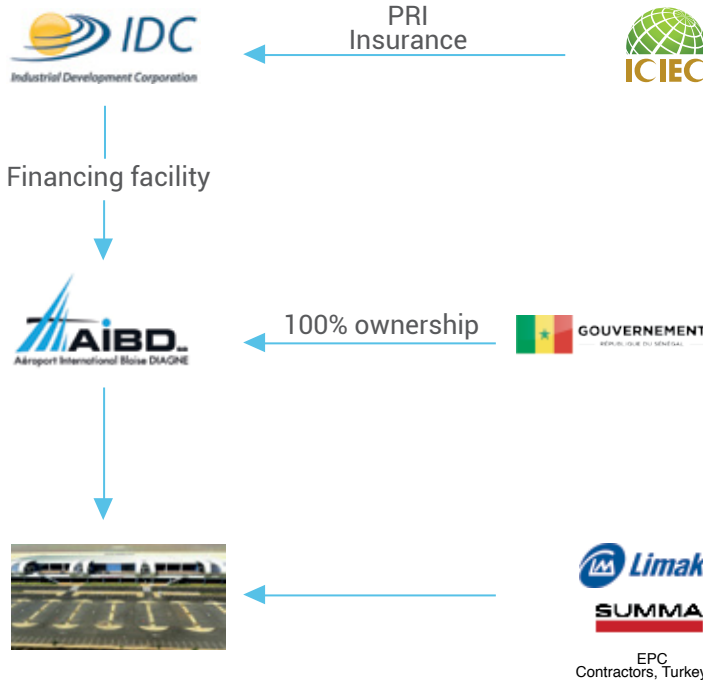 IDC
Industrial Development Corporation
PRI
Insurance
ICIEC
Financing facility
AiBD sa
Aéroport International Blaise DIAGNE
100% ownership
GOUVERNEMENT
RÉPUBLIQUE DU SÉNÉGAL
Limak
SUMMA
EPC
Contractors, Turkey